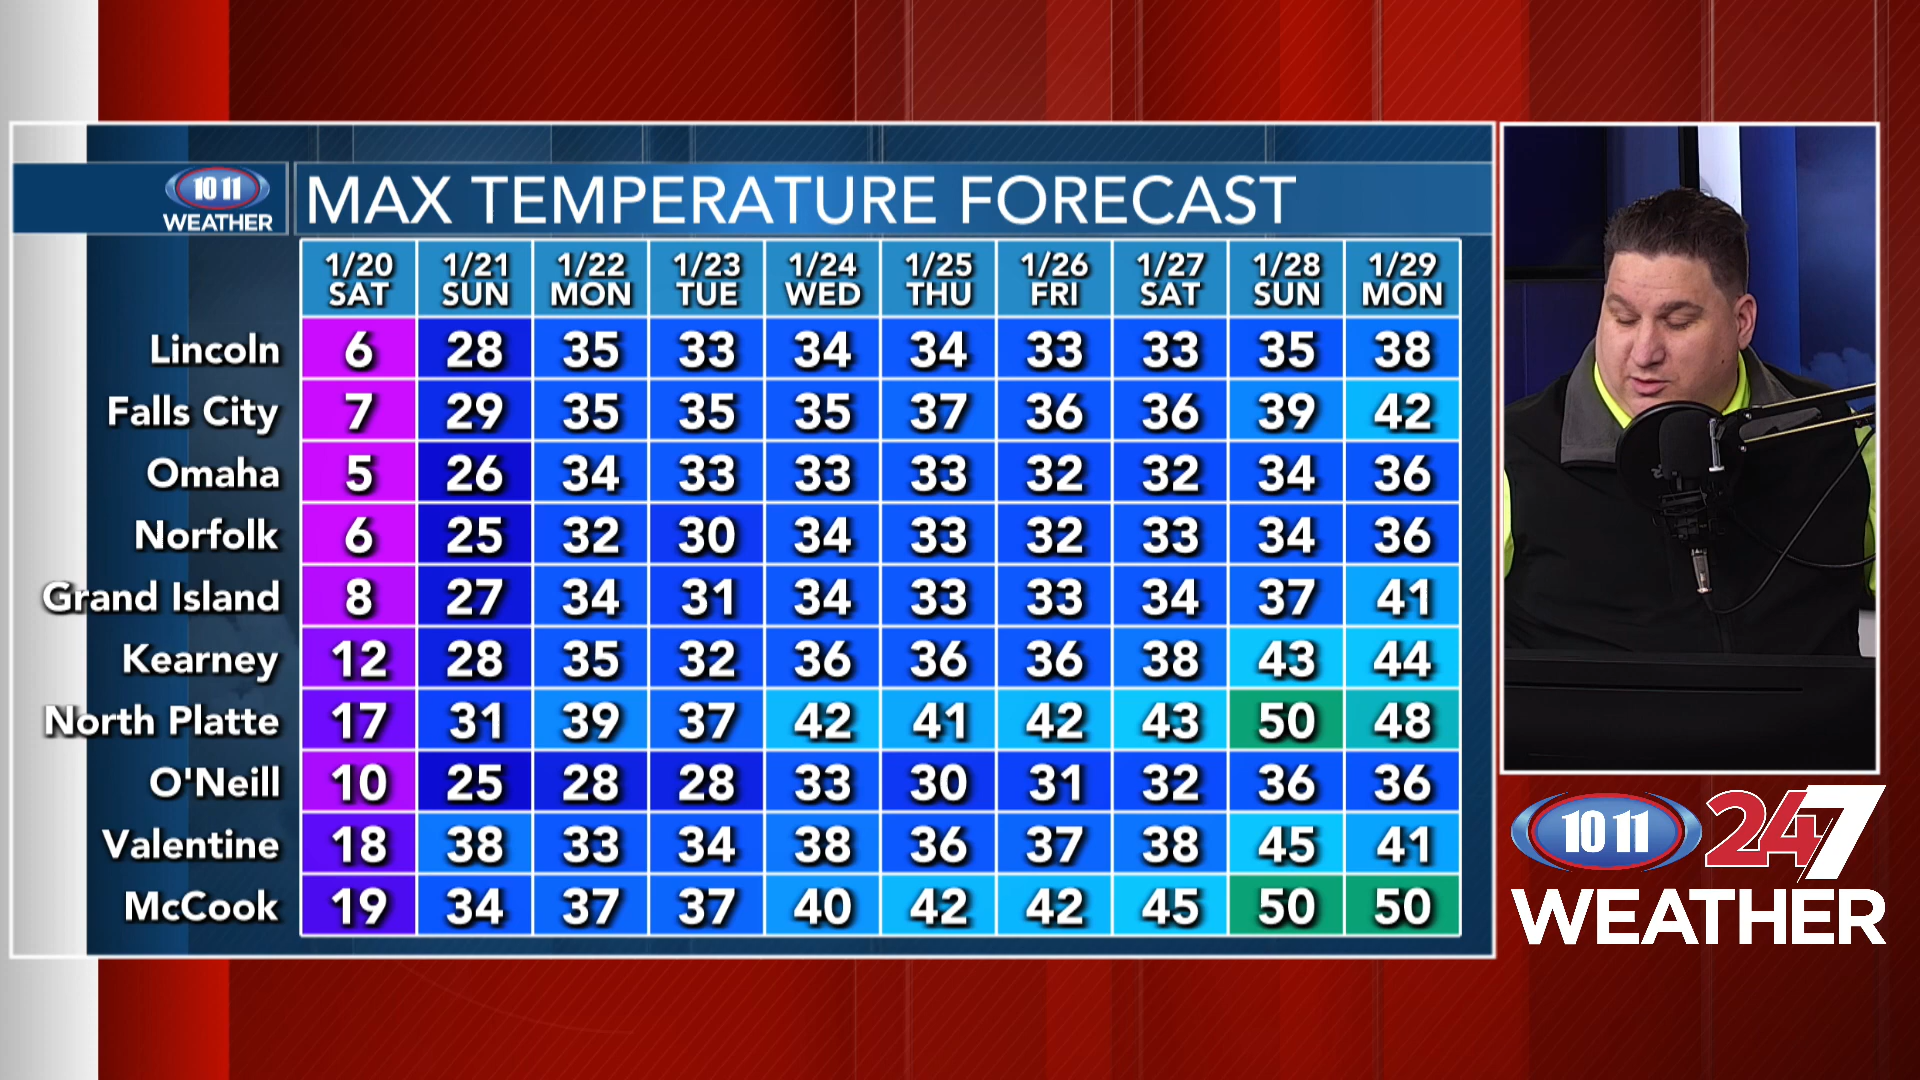 10 11
WEATHER
MAX TEMPERATURE FORECAST
1/20 1/21 1/22 1/23 1/24 1/25 1/26 1/27 1/28 1/29
SAT SUN MON TUE WED THU FRI SAT SUN MON
Lincoln 6 28 35 33 34 34 33 33 35 38
Falls City 7 29 35 35 35 37 36 36 39 42
Omaha 5 26 34 33 33 33 32 32 34 36
Norfolk 6 25 32 30 34 33 32 33 34 36
Grand Island 8 27 34 31 34 33 33 34 37 41
Kearney 12 28 35 32 36 36 36 38 43 44
North Platte 17 31 39 37 42 41 42 43 50 48
O'Neill 10 25 28 28 33 30 31 32 36 36
Valentine 18 38 33 34 38 36 37 38 45 41
McCook 19 34 37 37 40 42 42 45 50 50
10 11 247
WEATHER